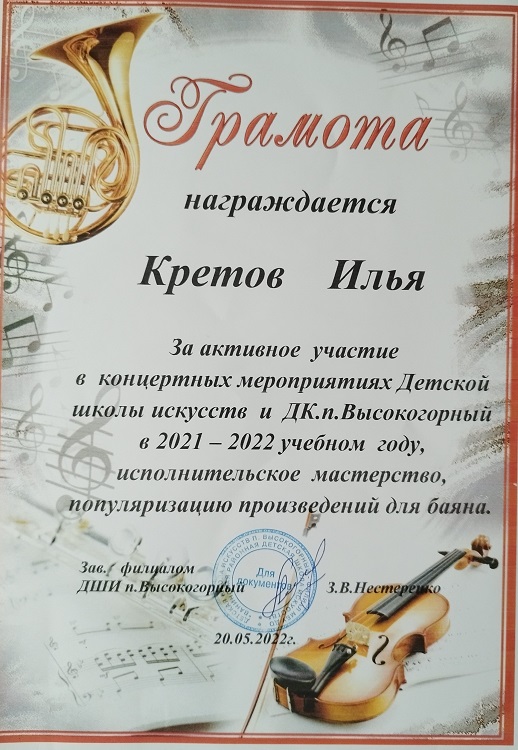 Грамота
награждается
Кретов Илья
За активное участие
в концертных мероприятиях Детской
школы искусств и ДК.п.Высокогорный
в 2021 – 2022 учебном году,
исполнительское мастерство,
популяризацию произведений для баяна.
Зав. филиалом
ДШИ п.Высокогорный З.В.Нестеренко
Для
документов
20.05.2022г.